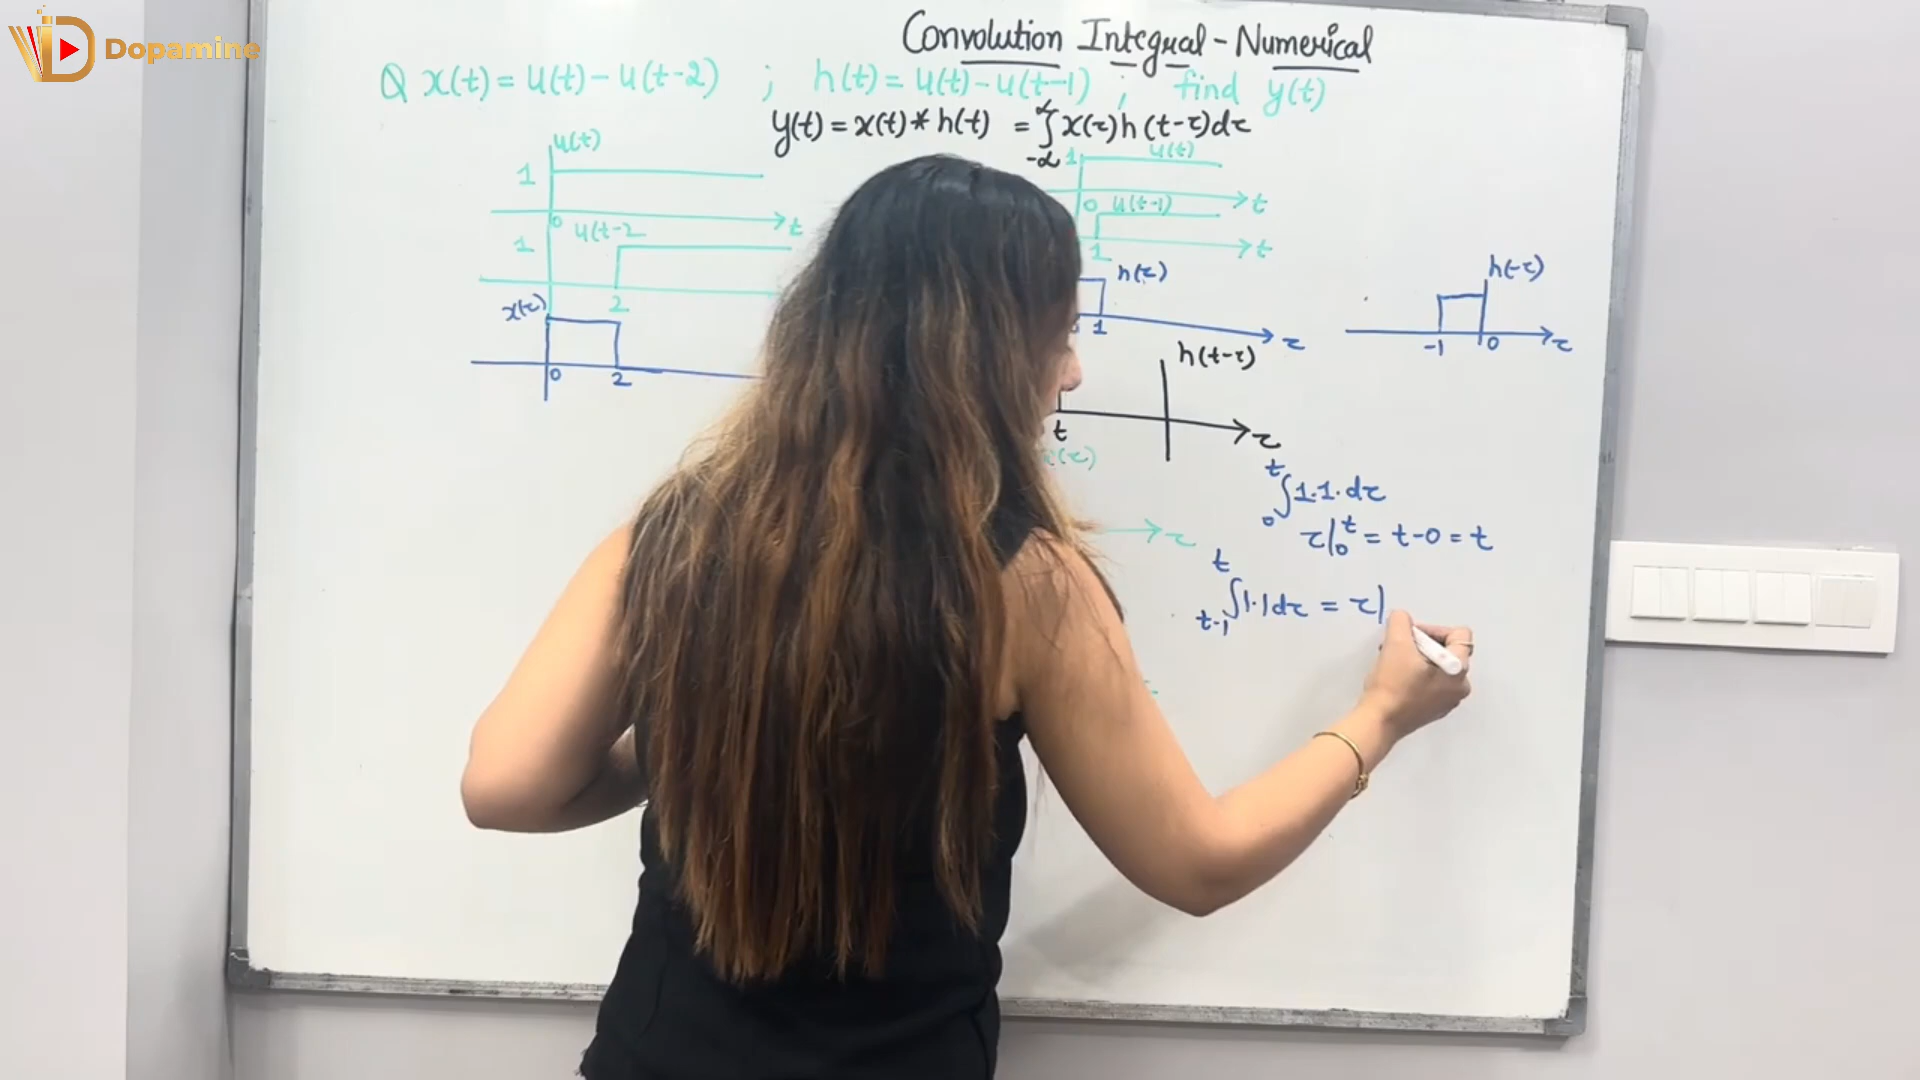 Dopamine
Convolution Integral - Numerical
Q x(t) = u(t) - u(t-2) ; h(t) = u(t) - u(t-1) ; find y(t)
y(t) = x(t) * h(t) = ∫ x(τ) h(t-τ) dτ
-∞
∞
u(t)
1
0
t
u(t-2
1
2
x(τ)
0
2
1
u(t)
0
t
u(t-1)
1
t
h(τ)
1
τ
h(-τ)
-1
0
τ
h(t-τ)
t
τ
τ
t
∫ 1.1.dτ
0
τ|₀ᵗ = t-0 = t
t
∫ 1.1dτ = τ|
t-1